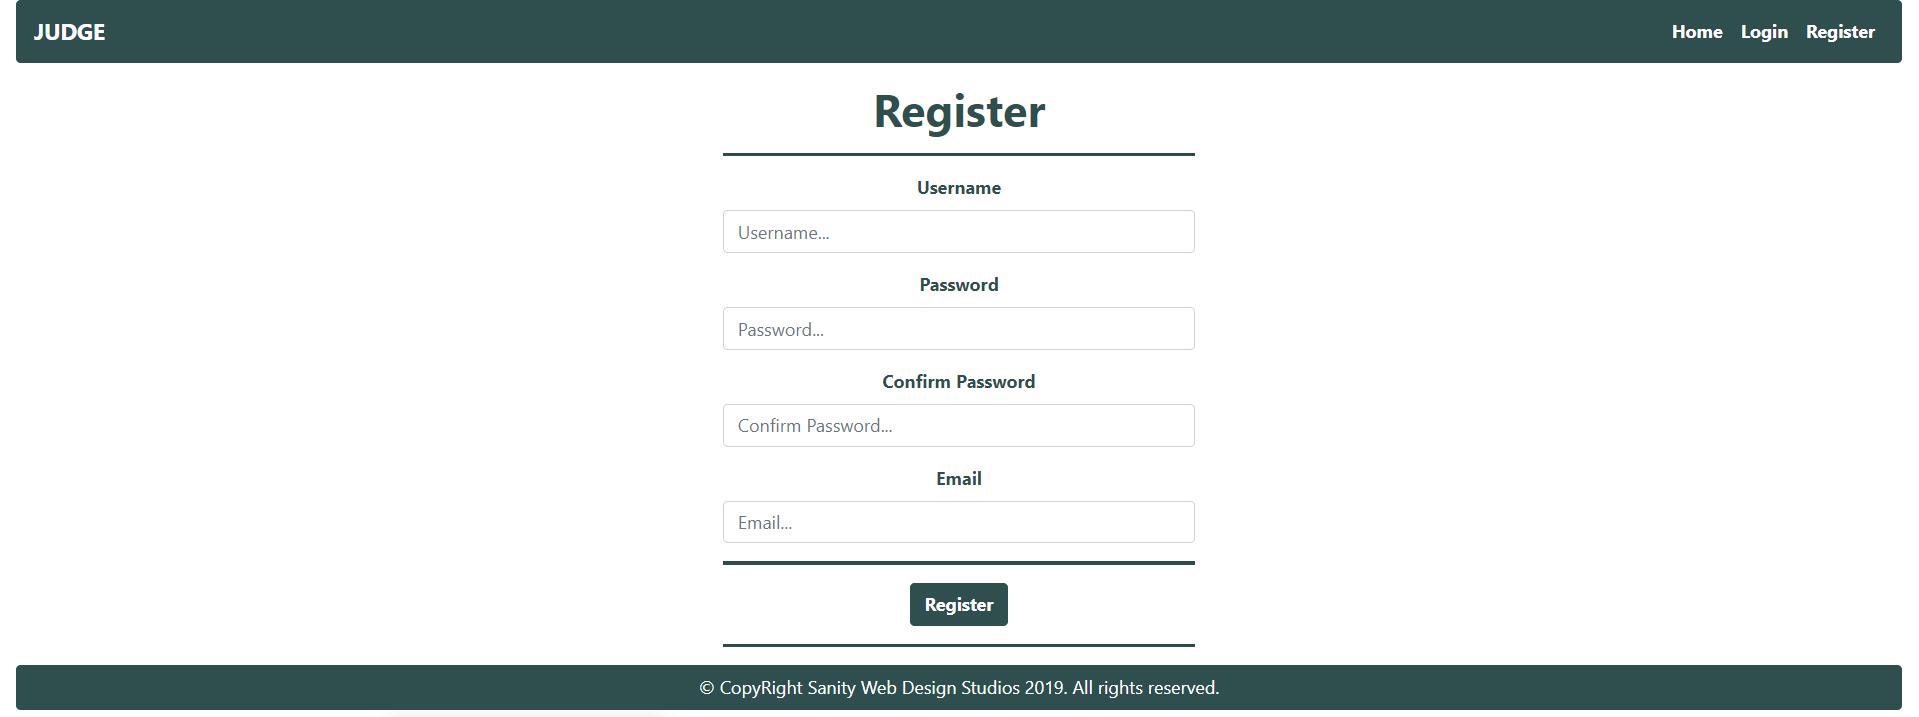 JUDGE Home Login Register
Register
Username
Username...
Password
Password...
Confirm Password
Confirm Password...
Email
Email...
Register
© CopyRight Sanity Web Design Studios 2019. All rights reserved.